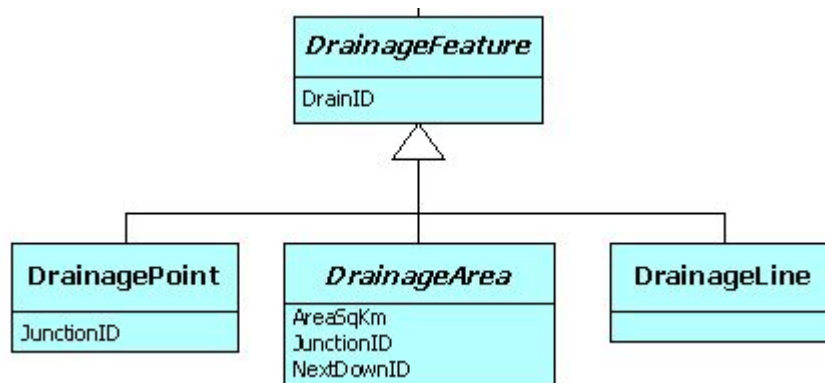 DrainageFeature
DrainID
DrainagePoint
JunctionID
DrainageArea
AreaSqKm
JunctionID
NextDownID
DrainageLine